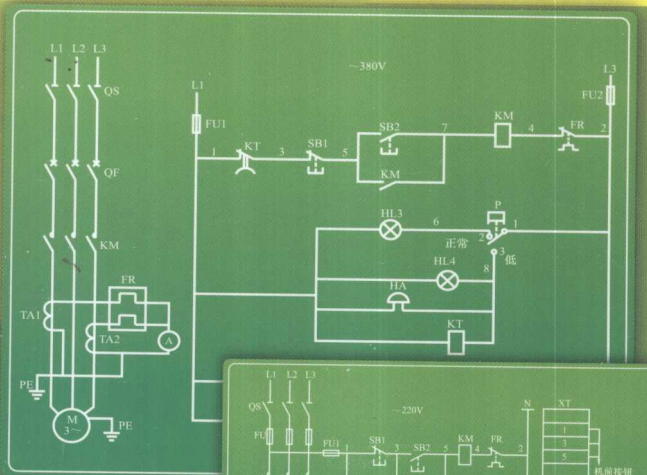 L1 L2 L3
QS
QF
KM
FR
TA1
TA2
A
PE
M
3~
PE
~380V
L1
L3
FU1
FU2
1
KT
3
SB1
5
SB2
KM
7
KM
4
FR
2
HL3
6
P
2
1
正常
3
低
8
HL4
HA
KT
L1 L2 L3
QS
FU
~220V
FU1
1
SB1
3
SB2
5
KM
4
FR
2
N
XT
1
3
5